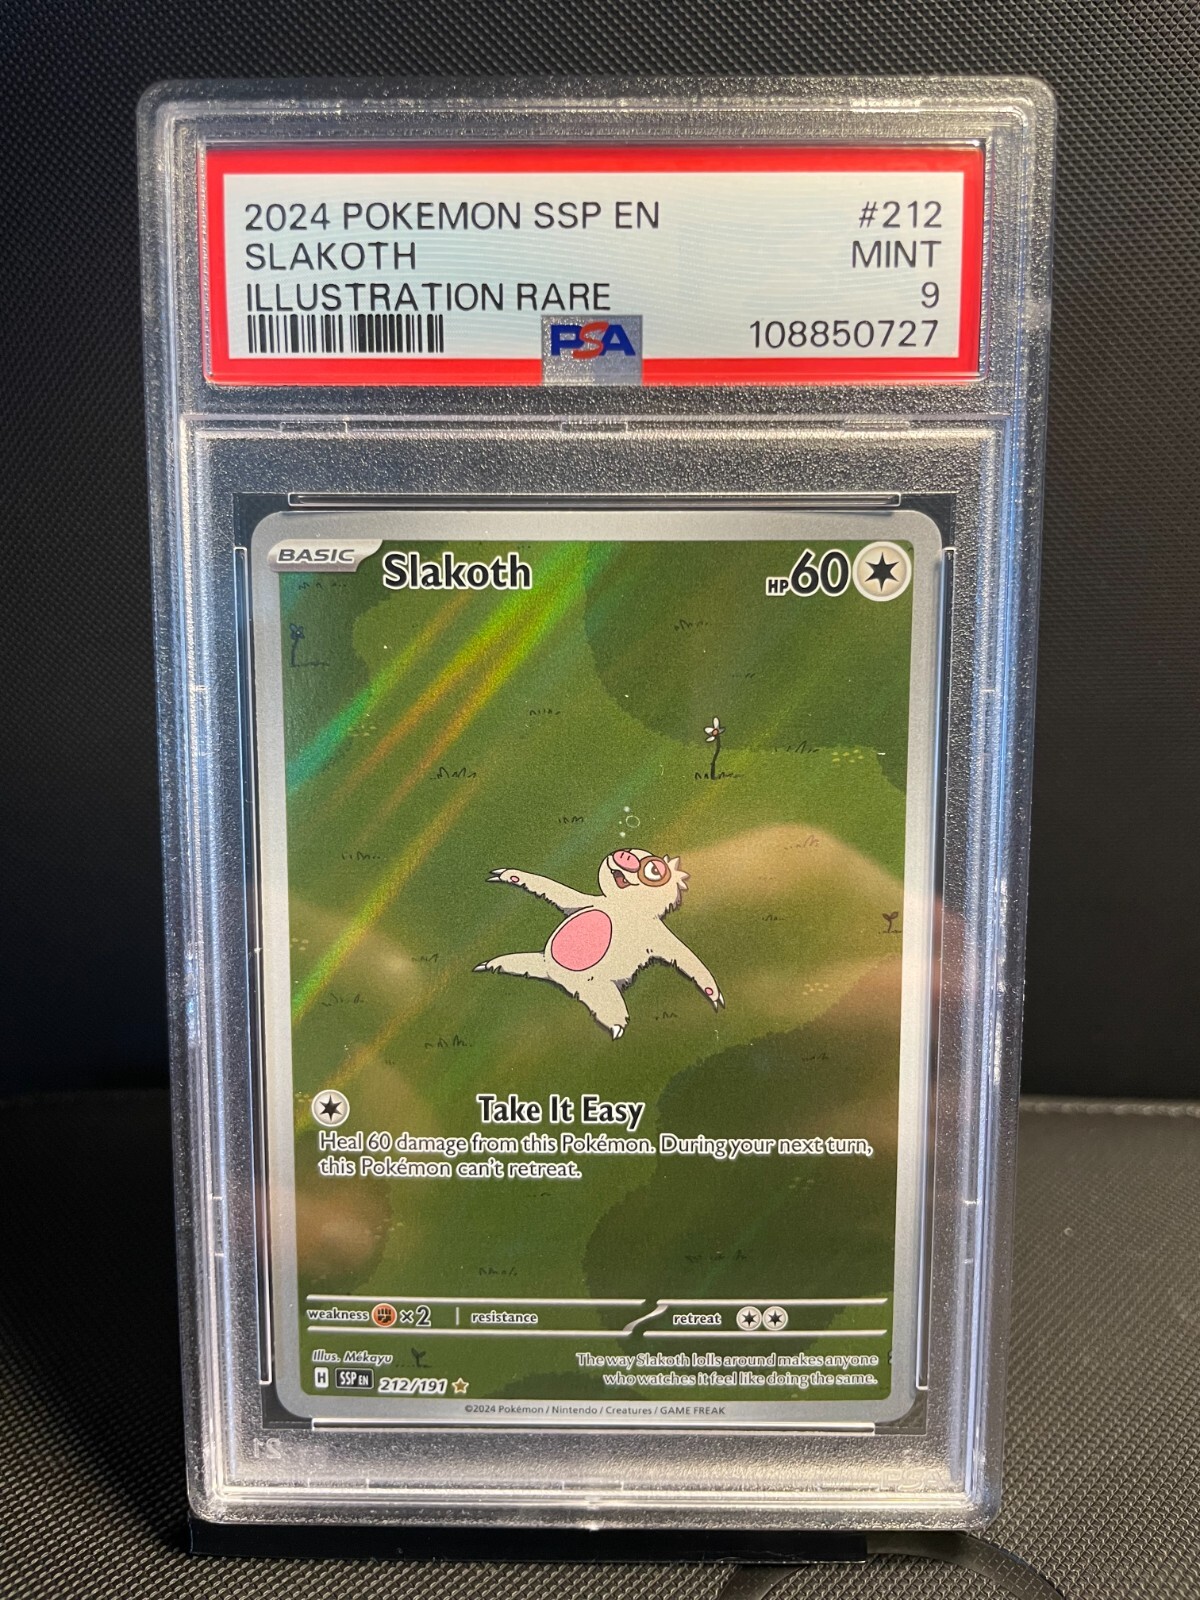 2024 POKEMON SSP EN #212
SLAKOTH MINT
ILLUSTRATION RARE 9
PSA 108850727
BASIC Slakoth HP 60
Take It Easy
Heal 60 damage from this Pokémon. During your next turn,
this Pokémon can't retreat.
weakness ×2 resistance retreat
Illus. Mékayu
The way Slakoth lolls around makes anyone
who watches it feel like doing the same.
H SSP EN 212/191
©2024 Pokémon / Nintendo / Creatures / GAME FREAK
PSA